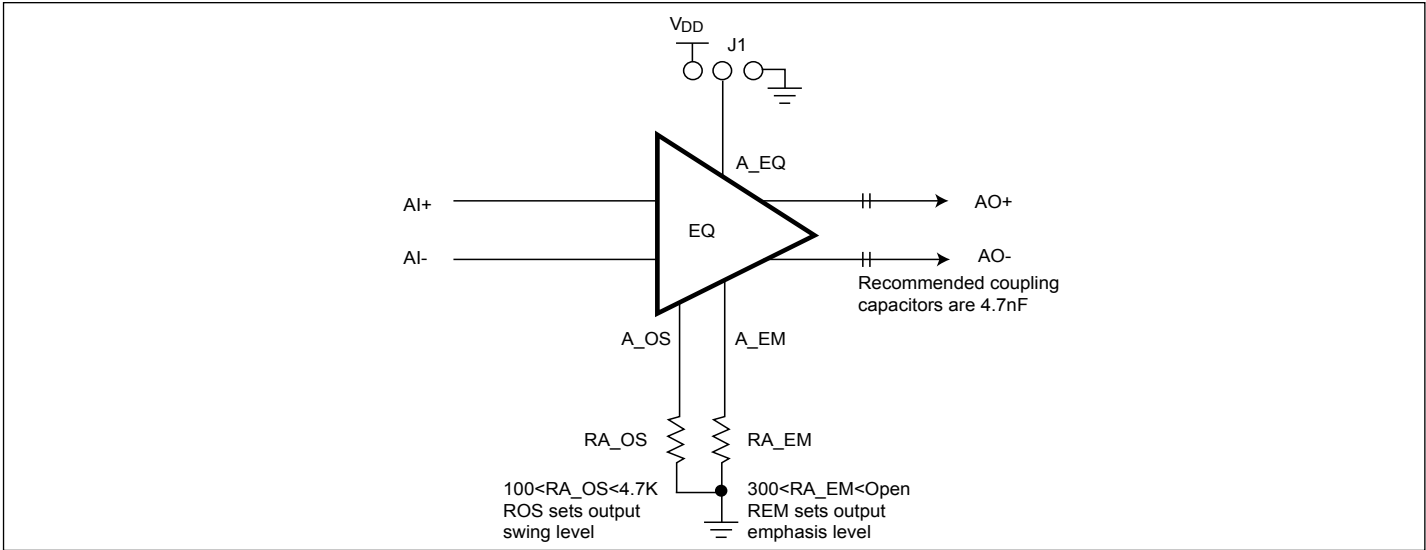 VDD
J1
A_EQ
AI+
AO+
EQ
AI-
AO-
Recommended coupling
capacitors are 4.7nF
A_OS
A_EM
RA_OS
RA_EM
100<RA_OS<4.7K
ROS sets output
swing level
300<RA_EM<Open
REM sets output
emphasis level